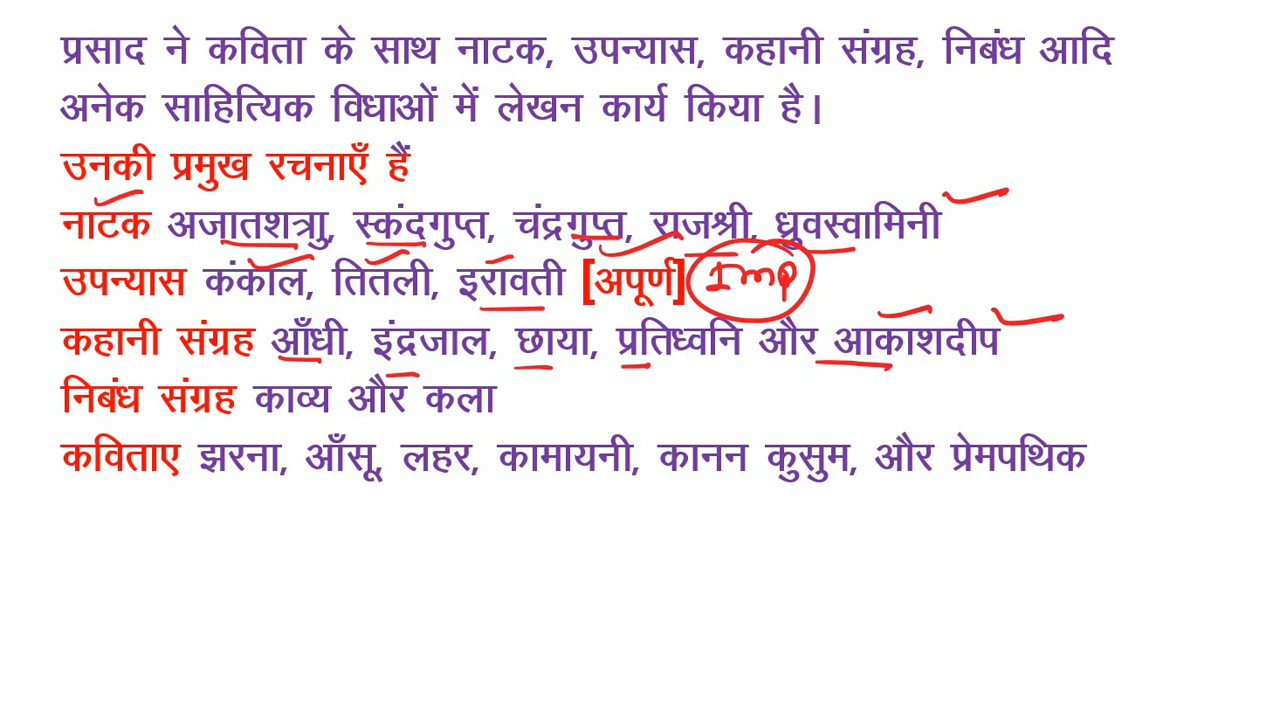 प्रसाद ने कविता के साथ नाटक, उपन्यास, कहानी संग्रह, निबंध आदि
अनेक साहित्यिक विधाओं में लेखन कार्य किया है।
उनकी प्रमुख रचनाएँ हैं
नाटक अजातशत्राु, स्कंदगुप्त, चंद्रगुप्त, राजश्री, ध्रुवस्वामिनी
उपन्यास कंकाल, तितली, इरावती [अपूर्ण] Imp
कहानी संग्रह आँधी, इंद्रजाल, छाया, प्रतिध्वनि और आकाशदीप
निबंध संग्रह काव्य और कला
कविताए झरना, आँसू, लहर, कामायनी, कानन कुसुम, और प्रेमपथिक